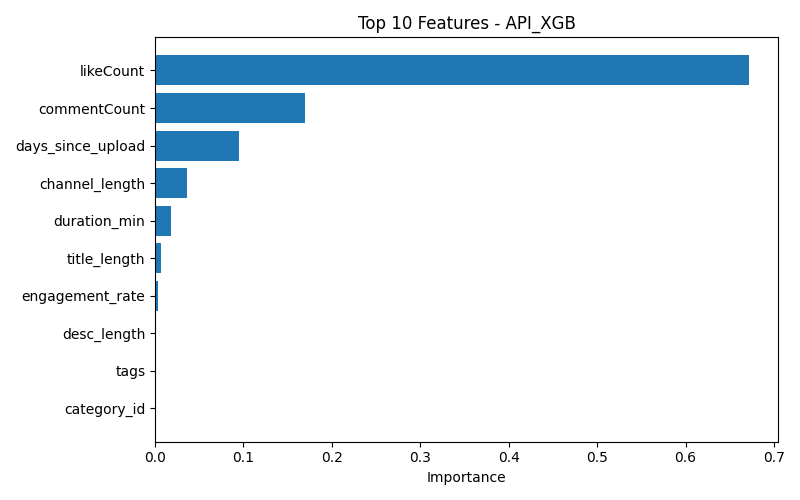 Top 10 Features - API_XGB
likeCount
commentCount
days_since_upload
channel_length
duration_min
title_length
engagement_rate
desc_length
tags
category_id
0.0 0.1 0.2 0.3 0.4 0.5 0.6 0.7
Importance